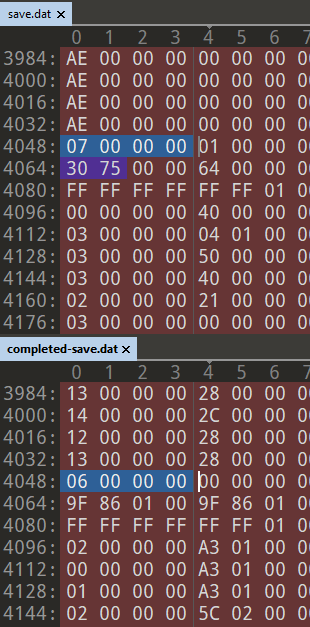 save.dat ×
0 1 2 3 4 5 6 7
3984: AE 00 00 00 00 00 00 0
4000: AE 00 00 00 00 00 00 0
4016: AE 00 00 00 00 00 00 0
4032: AE 00 00 00 00 00 00 0
4048: 07 00 00 00 01 00 00 0
4064: 30 75 00 00 64 00 00 0
4080: FF FF FF FF FF FF 01 0
4096: 00 00 00 00 40 00 00 0
4112: 03 00 00 00 04 01 00 0
4128: 03 00 00 00 50 00 00 0
4144: 03 00 00 00 40 00 00 0
4160: 02 00 00 00 21 00 00 0
4176: 03 00 00 00 00 00 00 0
completed-save.dat ×
0 1 2 3 4 5 6 7
3984: 13 00 00 00 28 00 00 0
4000: 14 00 00 00 2C 00 00 0
4016: 12 00 00 00 28 00 00 0
4032: 13 00 00 00 28 00 00 0
4048: 06 00 00 00 00 00 00 0
4064: 9F 86 01 00 9F 86 01 0
4080: FF FF FF FF FF FF 01 0
4096: 02 00 00 00 A3 01 00 0
4112: 00 00 00 00 A3 01 00 0
4128: 01 00 00 00 A3 01 00 0
4144: 02 00 00 00 5C 02 00 0